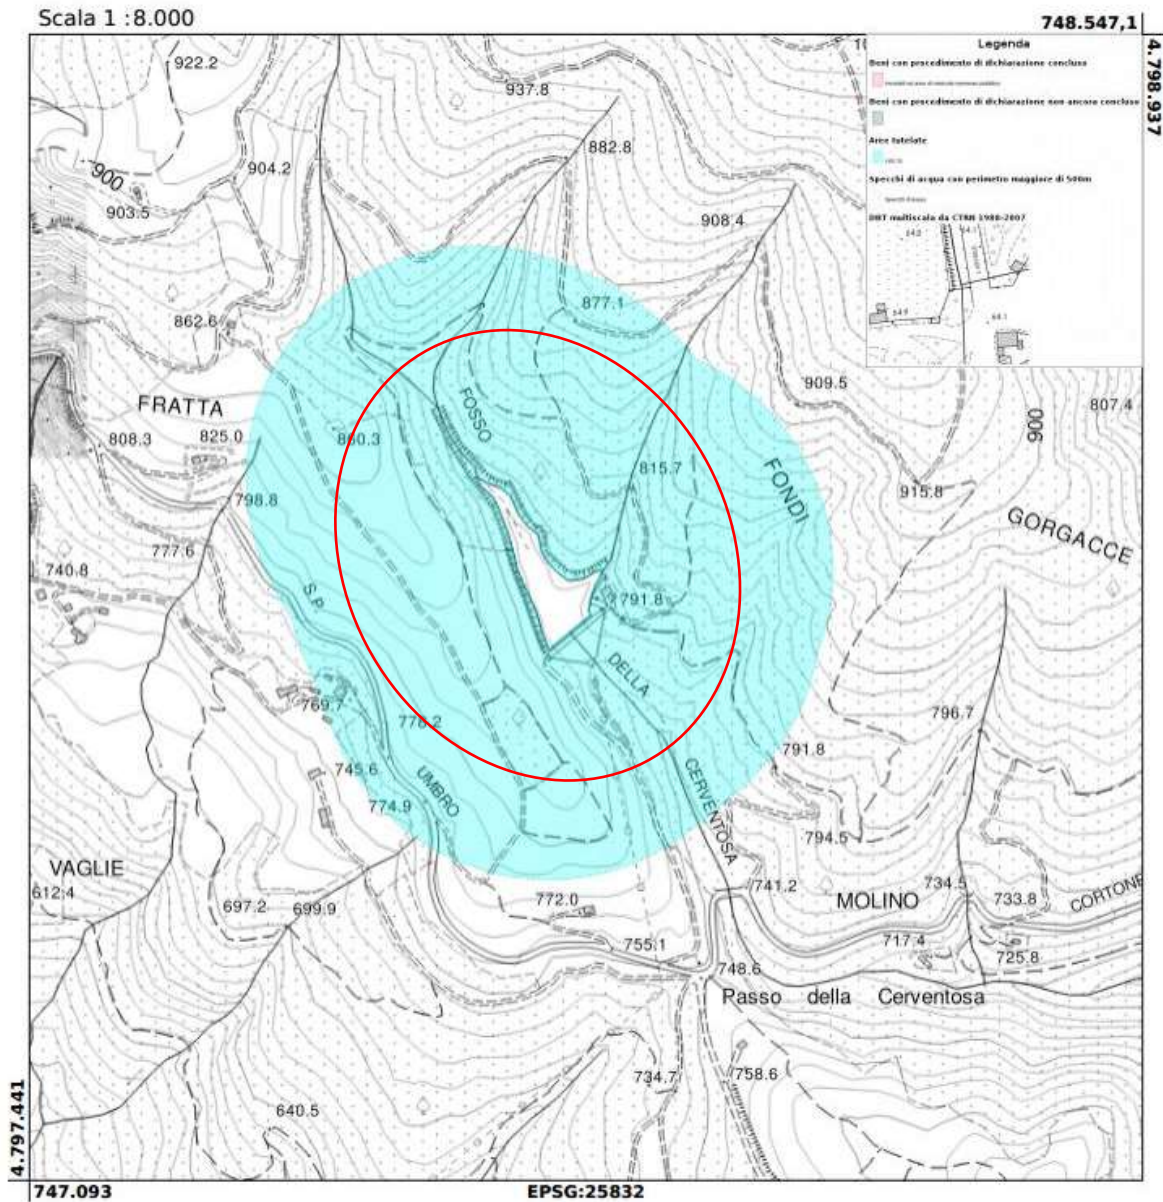 Scala 1 :8.000
748.547,1
4.798.937
Legenda
Beni con procedimento di dichiarazione concluso
Beni con procedimento di dichiarazione non ancora concluso
Aree tutelate
Specchi di acqua con perimetro maggiore di 500m
DBT multiscala da CTRN 1988-2007
922.2
937.8
882.8
904.2
900
903.5
908.4
877.1
862.6
909.5
807.4
900
FRATTA
FOSSO
860.3
808.3
825.0
815.7
FONDI
915.8
798.8
GORGACCE
777.6
740.8
S.P.
791.8
DELLA
769.7
778.2
796.7
791.8
745.6
UMBRO
CERVENTOSA
774.9
794.5
VAGLIE
612.4
741.2
MOLINO
734.5
733.8
CORTONE
772.0
697.2
699.9
755.1
717.4
725.8
748.6
Passo della Cerventosa
734.7
758.6
640.5
4.797.441
747.093
EPSG:25832